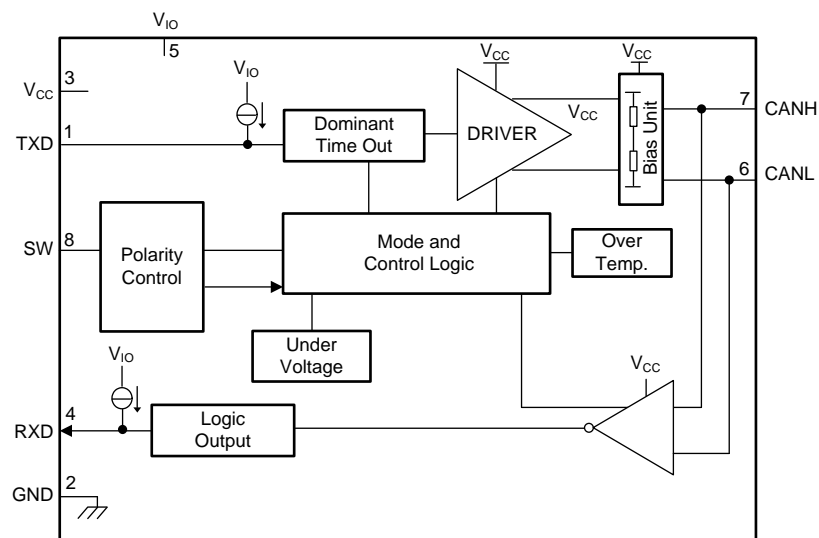 VIO
5
VCC
3
TXD
1
VIO
Dominant
Time Out
VCC
DRIVER
VCC
VCC
Bias Unit
7
CANH
6
CANL
SW
8
Polarity
Control
Mode and
Control Logic
Over
Temp.
Under
Voltage
VIO
4
RXD
Logic
Output
VCC
GND
2